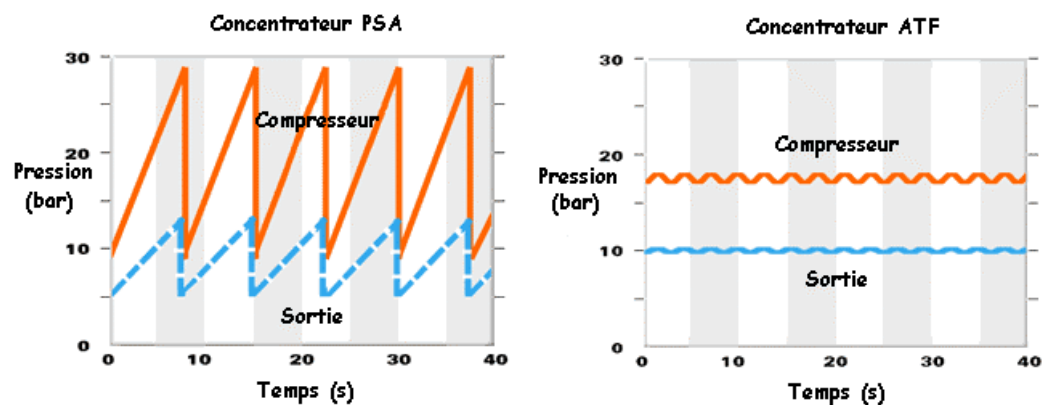 Concentrateur PSA
30
20
10
0
Pression
(bar)
Compresseur
Sortie
0 10 20 30 40
Temps (s)
Concentrateur ATF
30
20
10
0
Pression
(bar)
Compresseur
Sortie
0 10 20 30 40
Temps (s)